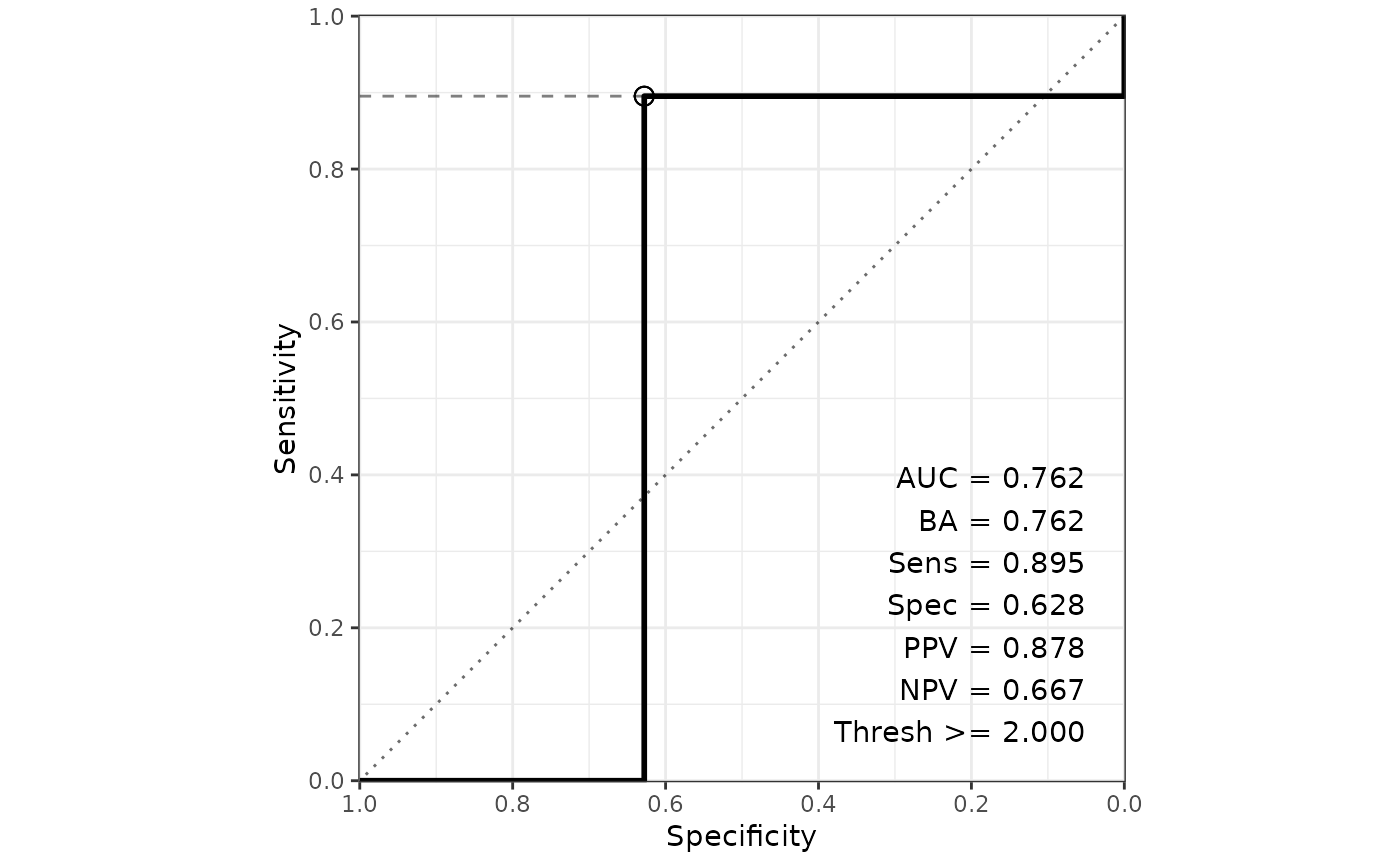 1.0
0.8
0.6
0.4
0.2
0.0
Sensitivity
AUC = 0.762
BA = 0.762
Sens = 0.895
Spec = 0.628
PPV = 0.878
NPV = 0.667
Thresh >= 2.000
1.0 0.8 0.6 0.4 0.2 0.0
Specificity